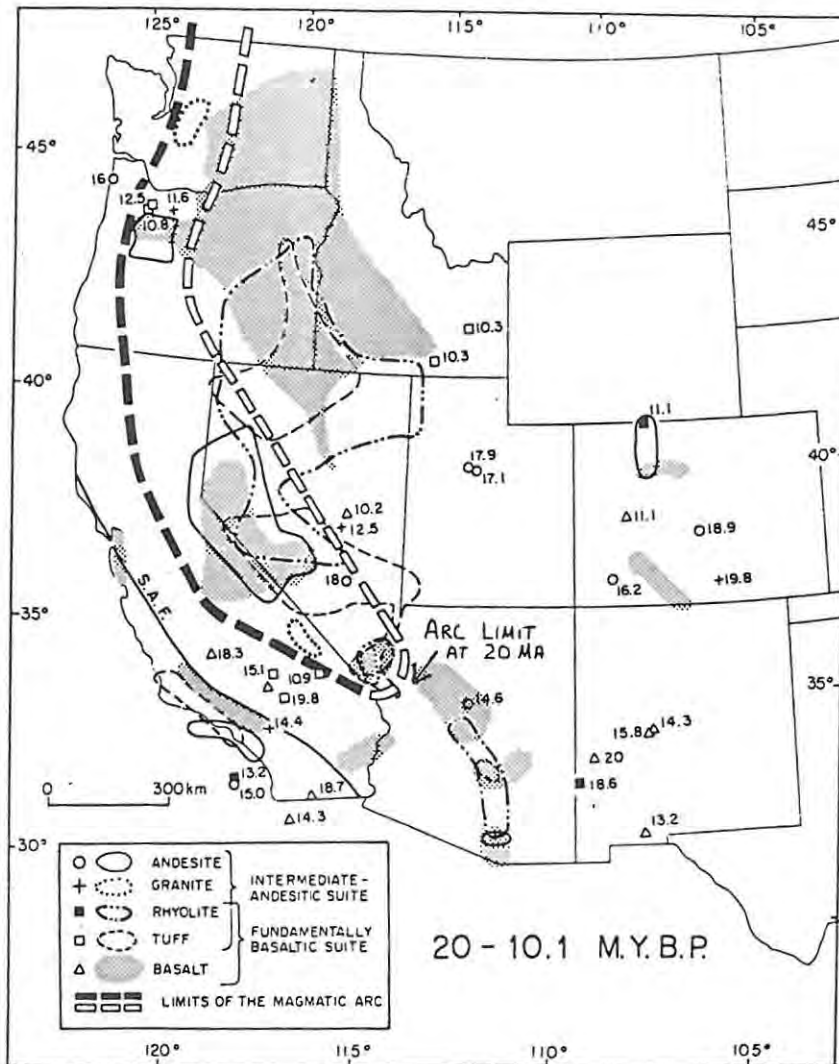 125° 120° 115° 110° 105°
45°
16
12.5 11.6
10.8
45°
10.3
10.3
40°
11.1
40°
17.9
17.1
10.2
12.5
11.1
18.9
18
16.2
19.8
35°
S.A.F.
ARC LIMIT
AT 20 MA
18.3
15.1
10.9
19.8
14.6
35°
14.4
15.8 14.3
20
13.2
15.0
18.7
18.6
0 300 km
14.3
13.2
30°
30°
ANDESITE
GRANITE
INTERMEDIATE-
ANDESITIC SUITE
RHYOLITE
TUFF
FUNDAMENTALLY
BASALTIC SUITE
BASALT
LIMITS OF THE MAGMATIC ARC
20-10.1 M.Y.B.P.
120° 115° 110° 105°